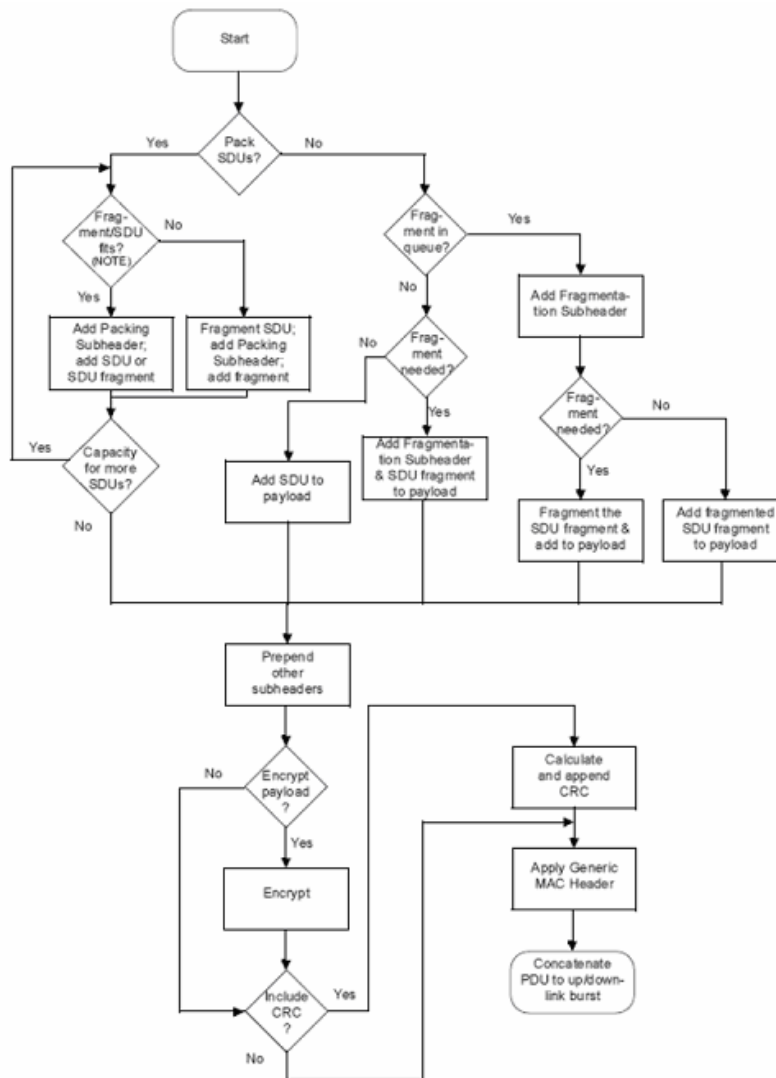 Start
Pack
SDUs?
Yes
No
Frag-
ment/SDU
fits?
(NOTE)
No
Yes
Add Packing
Subheader;
add SDU or
SDU fragment
Fragment SDU;
add Packing
Subheader;
add fragment
Yes
Capacity
for more
SDUs?
No
Fragment in
queue?
Yes
No
Frag-
ment
needed?
No
Yes
Add SDU to
payload
Add Fragmenta-
tion Subheader
& SDU fragment
to payload
Add Fragmenta-
tion Subheader
Frag-
ment
needed?
No
Yes
Fragment the
SDU fragment &
add to payload
Add fragmented
SDU fragment
to payload
Prepend
other
subheaders
No
Encrypt
payload
?
Yes
Encrypt
Include
CRC
?
Yes
No
Calculate
and append
CRC
Apply Generic
MAC Header
Concatenate
PDU to up/down-
link burst